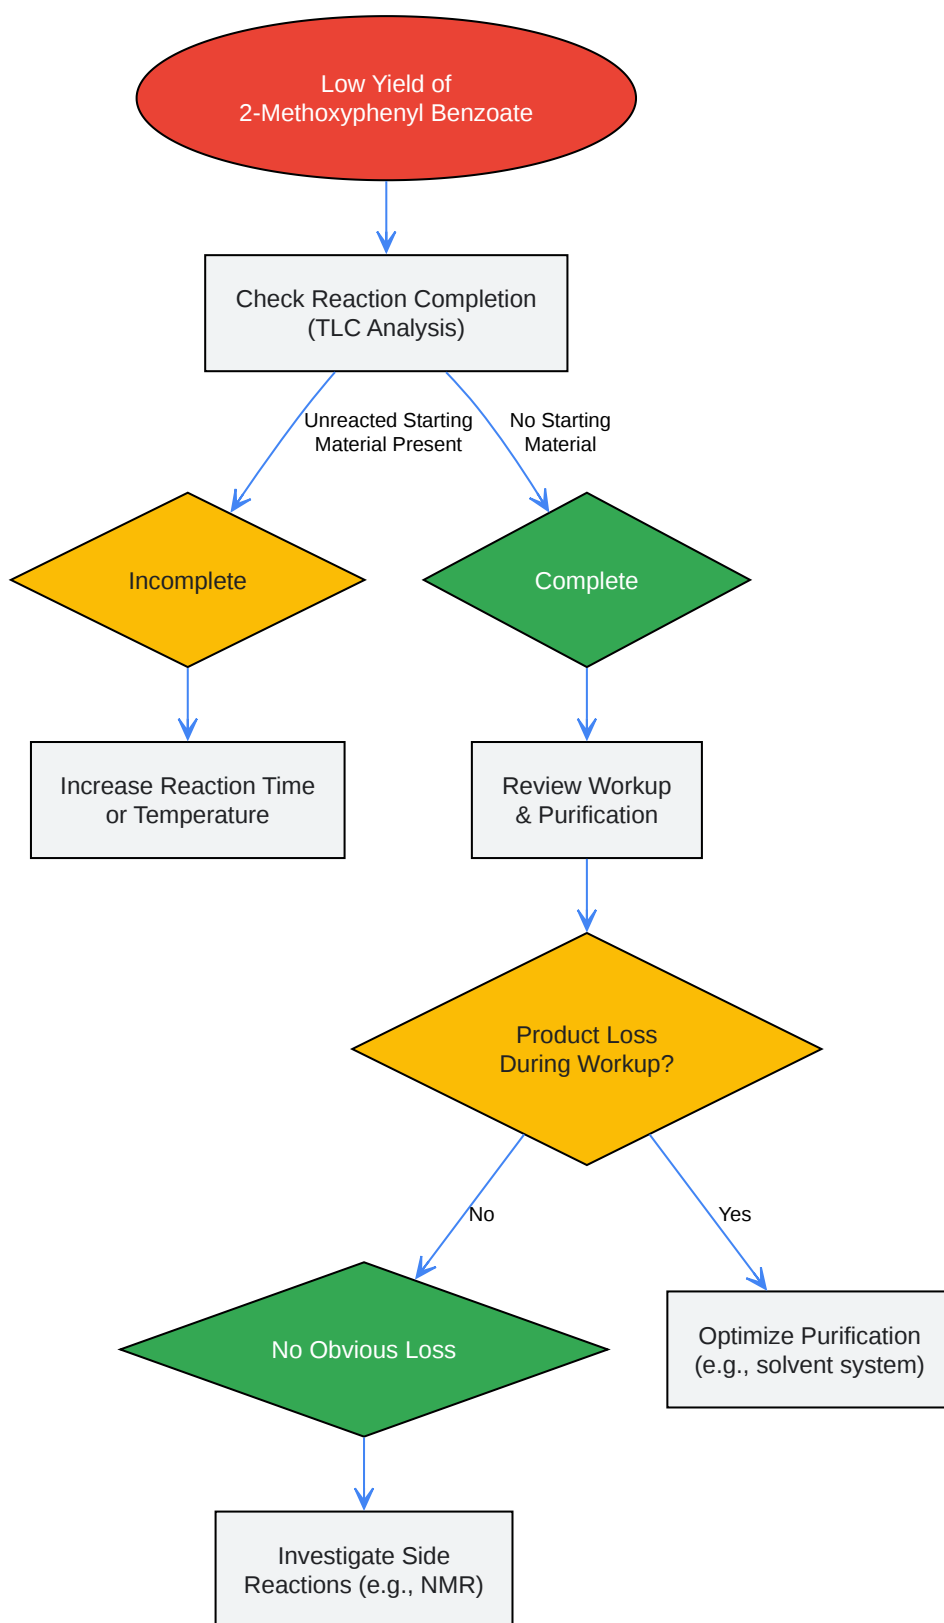 Low Yield of
2-Methoxyphenyl Benzoate
Check Reaction Completion
(TLC Analysis)
Unreacted Starting
Material Present
No Starting
Material
Incomplete
Complete
Increase Reaction Time
or Temperature
Review Workup
& Purification
Product Loss
During Workup?
No
Yes
No Obvious Loss
Optimize Purification
(e.g., solvent system)
Investigate Side
Reactions (e.g., NMR)